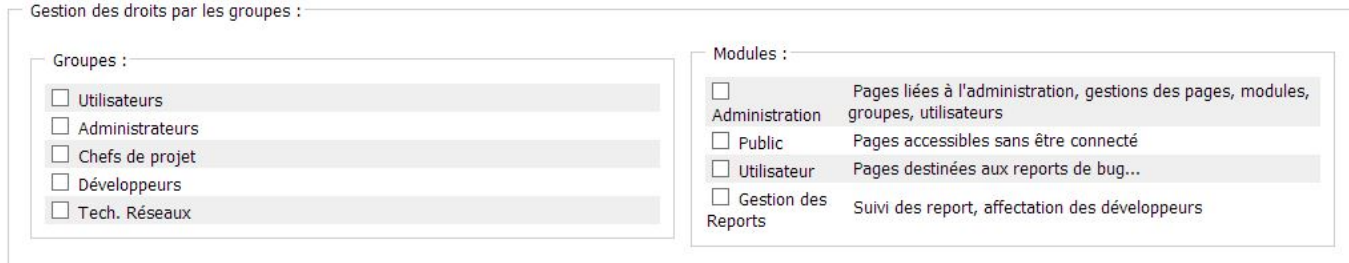 Gestion des droits par les groupes :
Groupes :
Utilisateurs
Administrateurs
Chefs de projet
Développeurs
Tech. Réseaux
Modules :
Administration
Pages liées à l'administration, gestions des pages, modules,
groupes, utilisateurs
Public
Pages accessibles sans être connecté
Utilisateur
Pages destinées aux reports de bug...
Gestion des
Reports
Suivi des report, affectation des développeurs